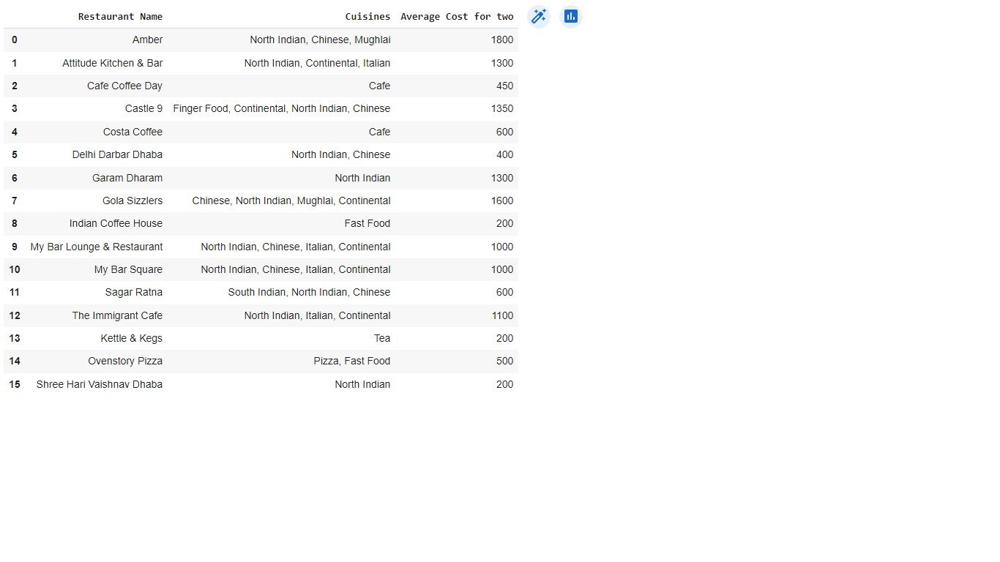 Restaurant Name Cuisines Average Cost for two
0 Amber North Indian, Chinese, Mughlai 1800
1 Attitude Kitchen & Bar North Indian, Continental, Italian 1300
2 Cafe Coffee Day Cafe 450
3 Castle 9 Finger Food, Continental, North Indian, Chinese 1350
4 Costa Coffee Cafe 600
5 Delhi Darbar Dhaba North Indian, Chinese 400
6 Garam Dharam North Indian 1300
7 Gola Sizzlers Chinese, North Indian, Mughlai, Continental 1600
8 Indian Coffee House Fast Food 200
9 My Bar Lounge & Restaurant North Indian, Chinese, Italian, Continental 1000
10 My Bar Square North Indian, Chinese, Italian, Continental 1000
11 Sagar Ratna South Indian, North Indian, Chinese 600
12 The Immigrant Cafe North Indian, Italian, Continental 1100
13 Kettle & Kegs Tea 200
14 Ovenstory Pizza Pizza, Fast Food 500
15 Shree Hari Vaishnav Dhaba North Indian 200